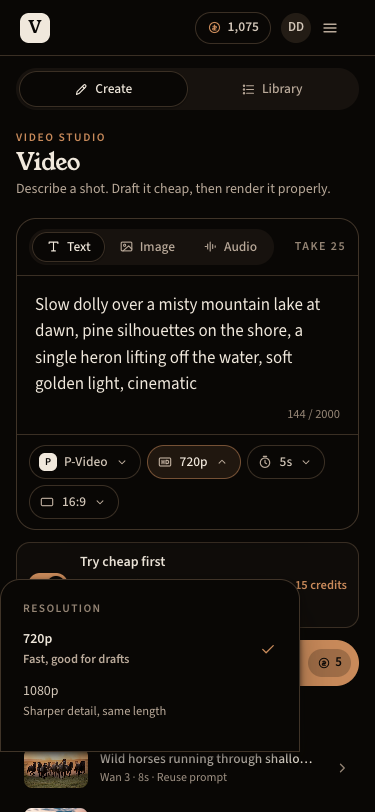 V
1,075
DD
Create
Library
VIDEO STUDIO
Video
Describe a shot. Draft it cheap, then render it properly.
Text
Image
Audio
TAKE 25
Slow dolly over a misty mountain lake at
dawn, pine silhouettes on the shore, a
single heron lifting off the water, soft
golden light, cinematic
144 / 2000
P
P-Video
HD
720p
5s
16:9
Try cheap first
15 credits
RESOLUTION
720p
Fast, good for drafts
5
1080p
Sharper detail, same length
Wild horses running through shallo...
Wan 3 · 8s · Reuse prompt